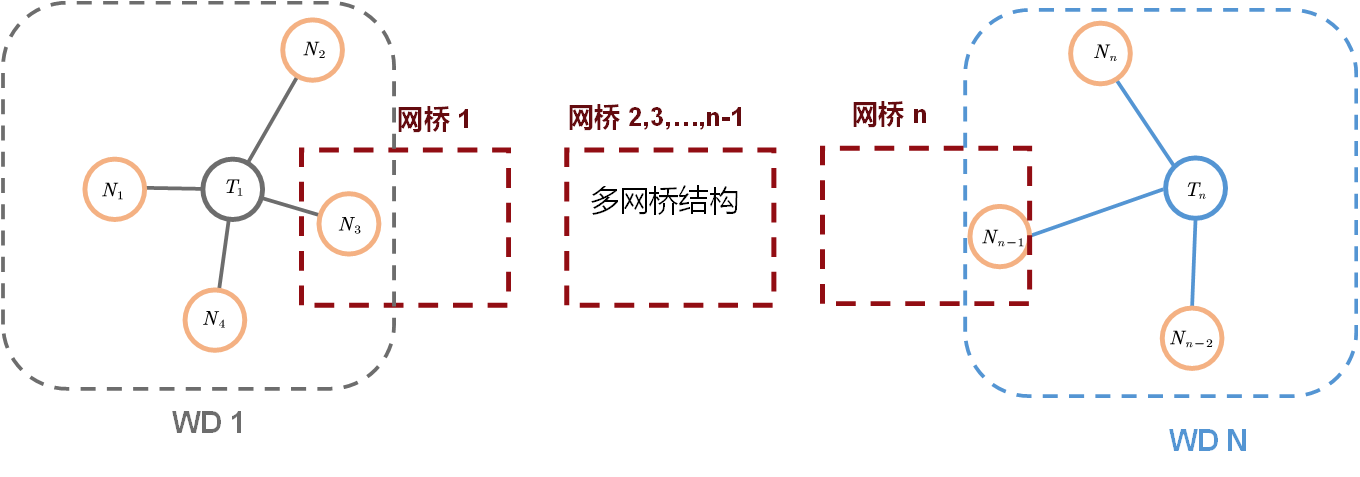 N₂
网桥 1
网桥 2,3,…,n-1
网桥 n
Nₙ
N₁
T₁
N₃
多网桥结构
Tₙ
Nₙ₋₁
N₄
Nₙ₋₂
WD 1
WD N